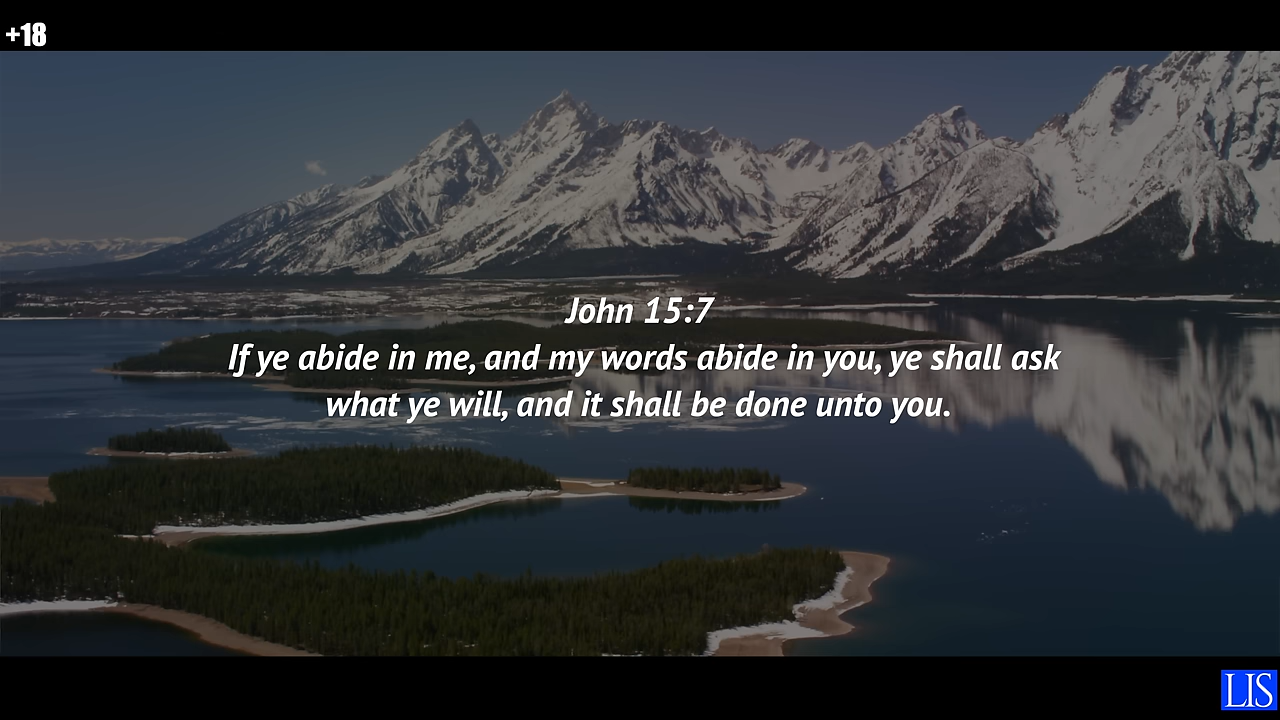 +18
John 15:7
If ye abide in me, and my words abide in you, ye shall ask
what ye will, and it shall be done unto you.
LIS